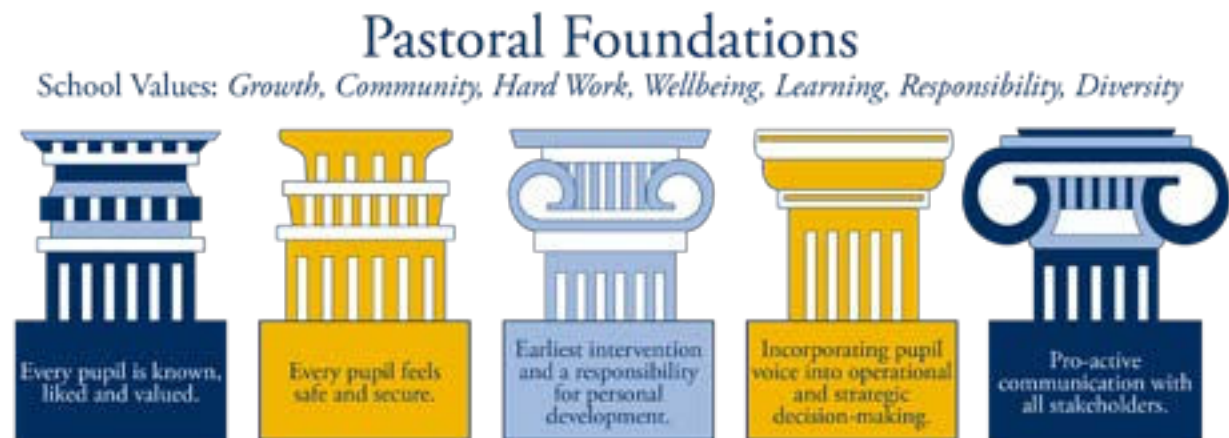 Pastoral Foundations
School Values: Growth, Community, Hard Work, Wellbeing, Learning, Responsibility, Diversity
Every pupil is known,
liked and valued.
Every pupil feels
safe and secure.
Earliest intervention
and a responsibility
for personal
development.
Incorporating pupil
voice into operational
and strategic
decision-making.
Pro-active
communication with
all stakeholders.